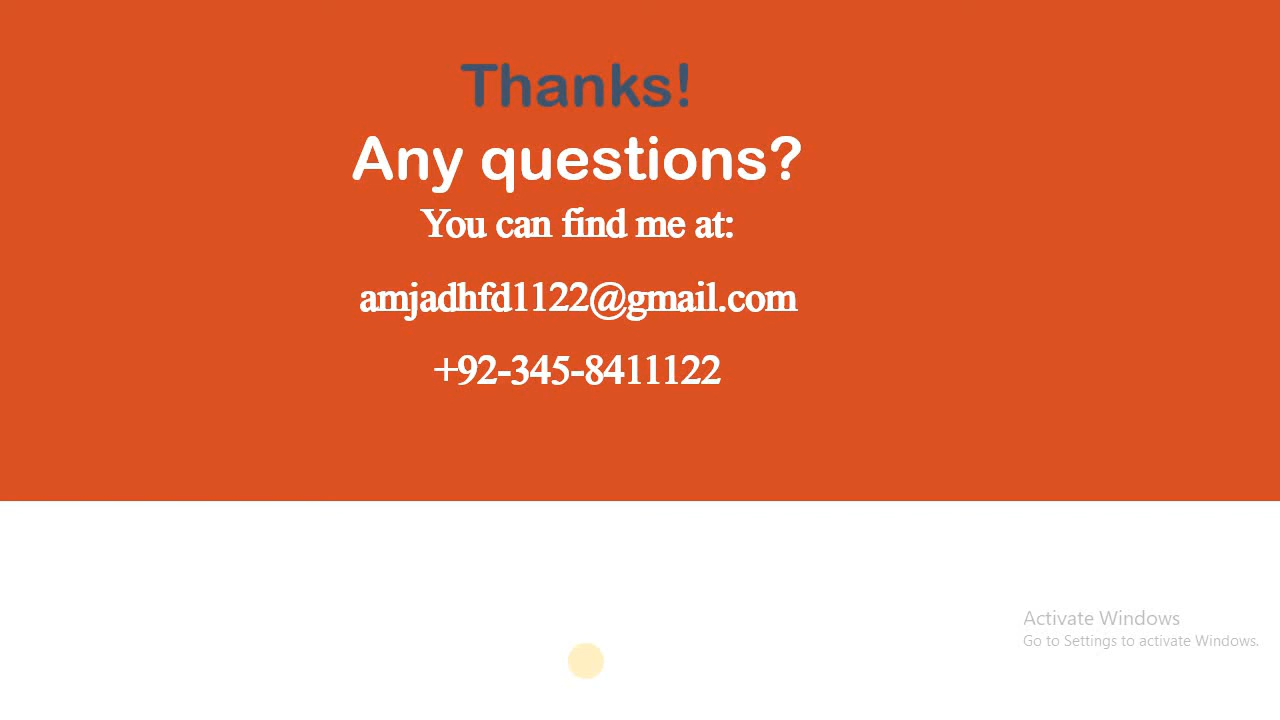 Thanks!
Any questions?
You can find me at:
amjadhfd1122@gmail.com
+92-345-8411122
Activate Windows
Go to Settings to activate Windows.